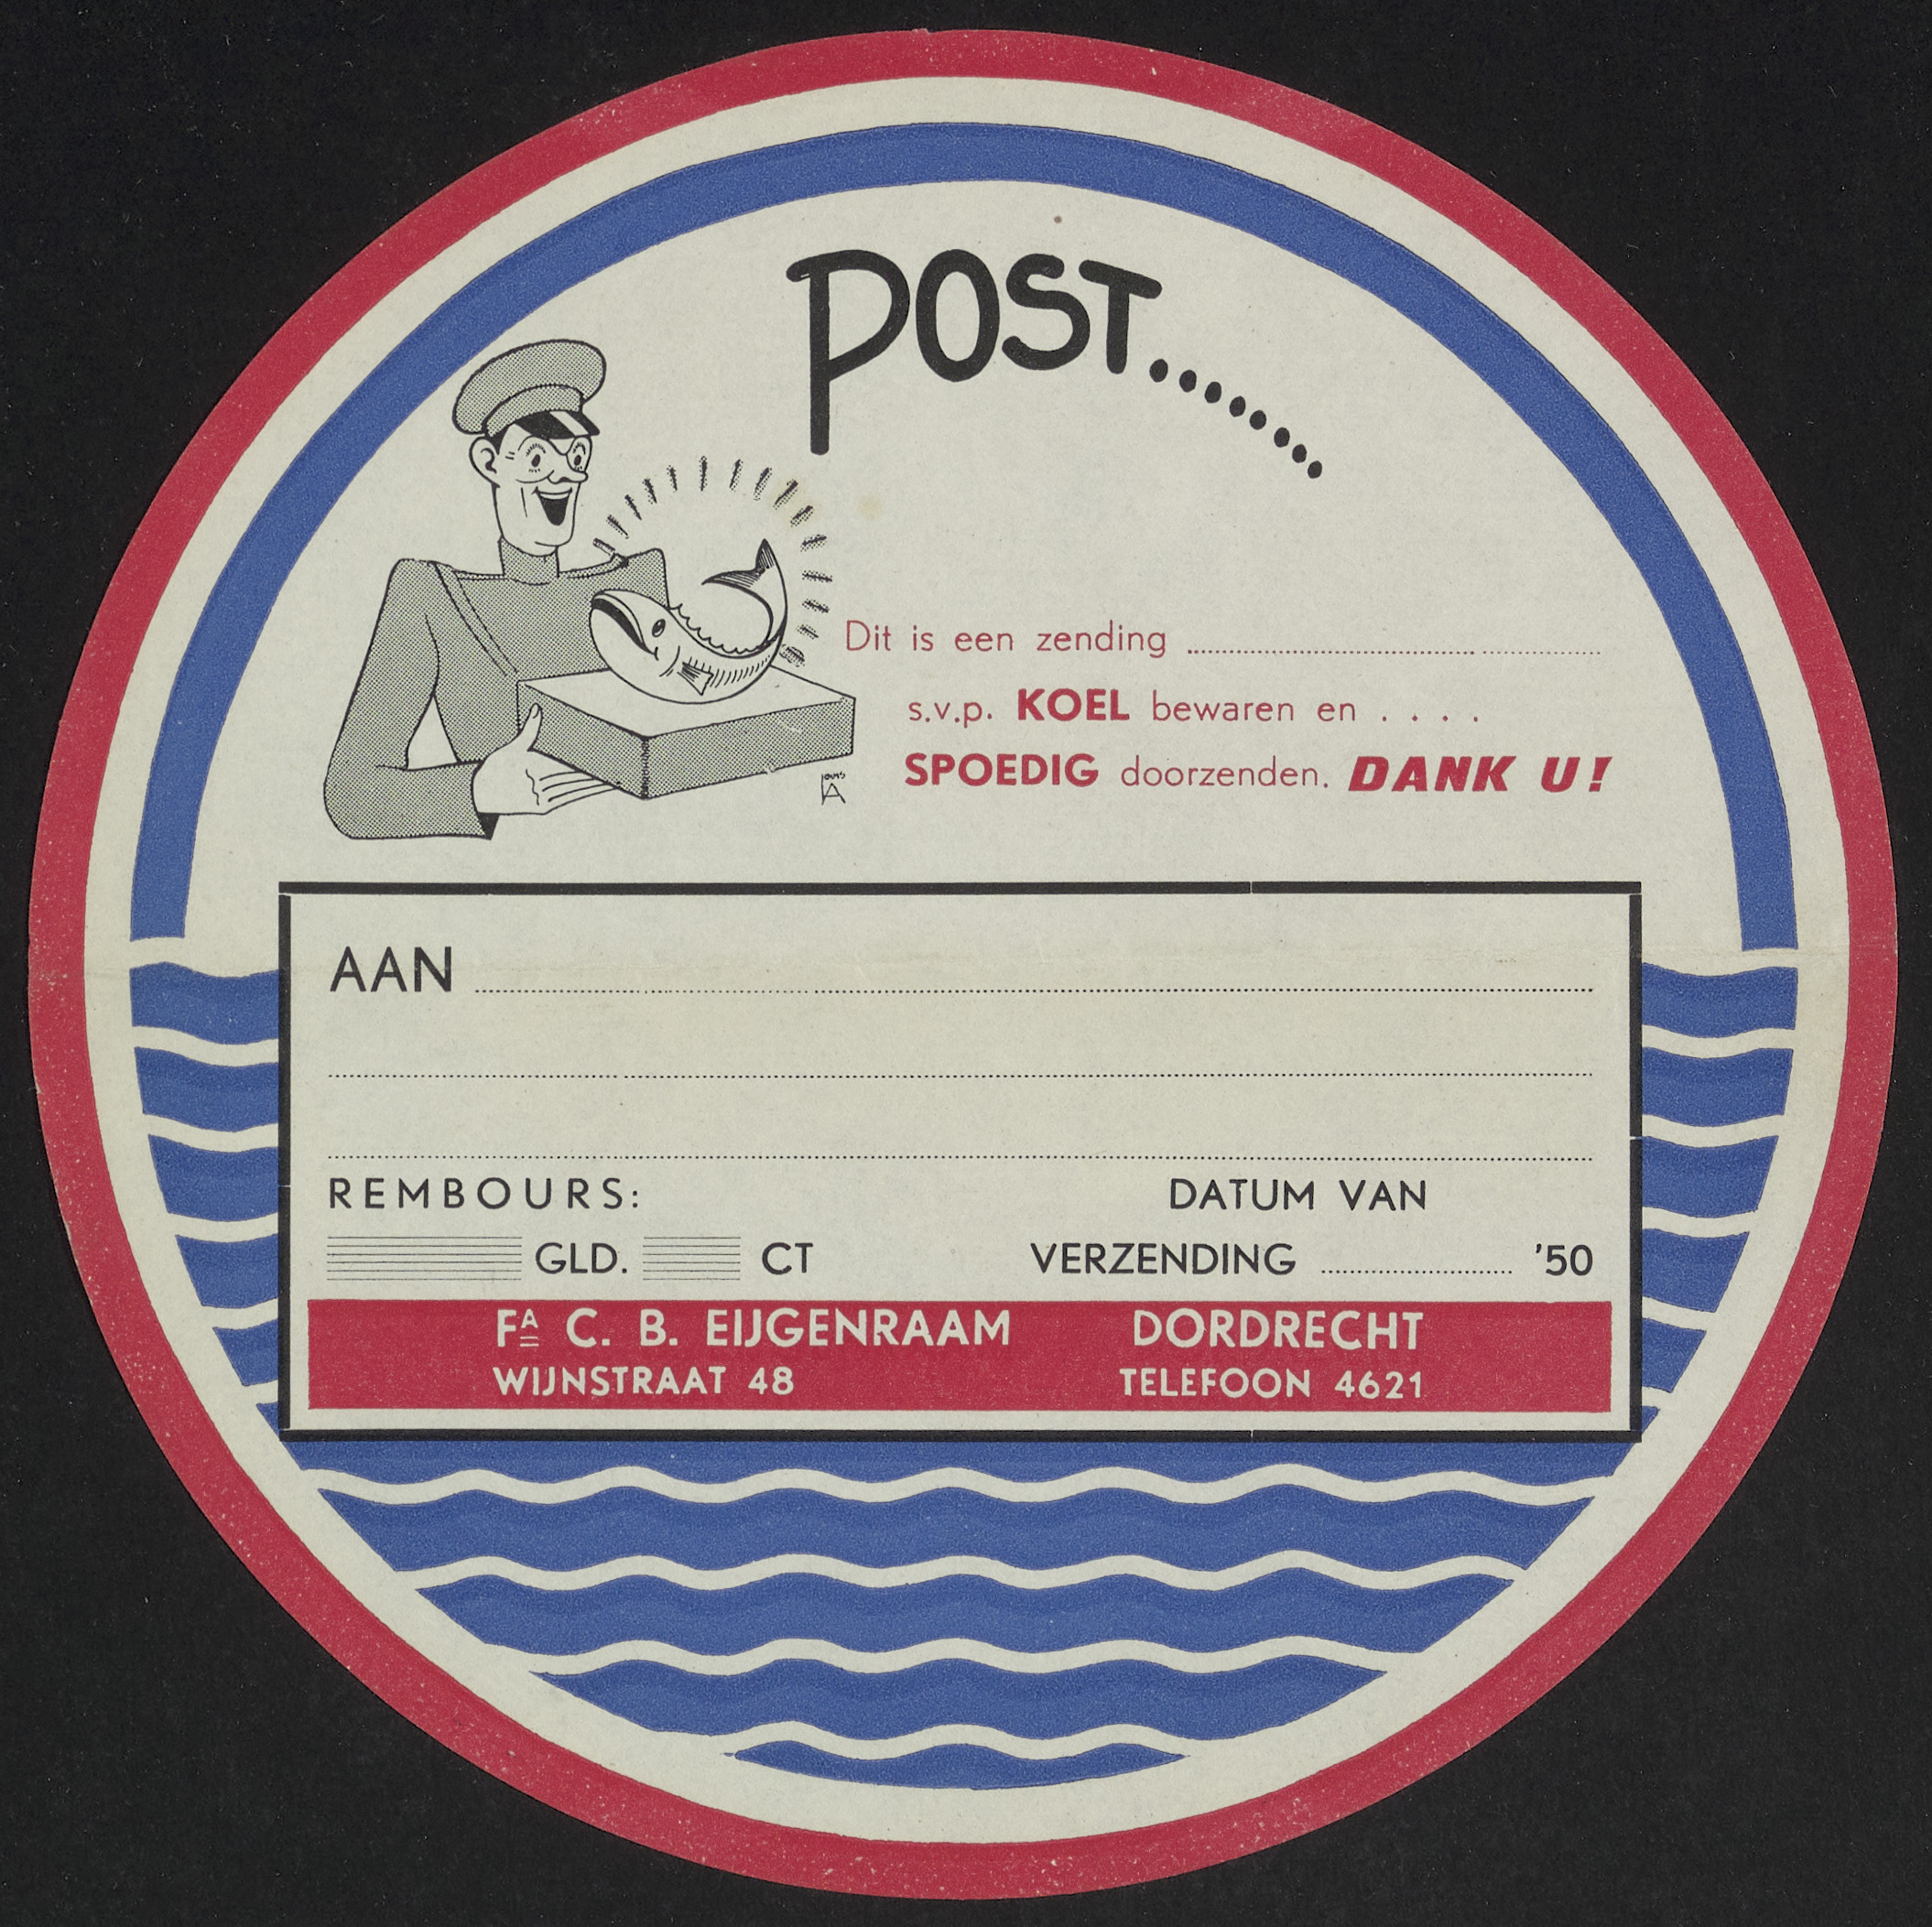 POST........
Dit is een zending ........................
s.v.p. KOEL bewaren en . . . .
SPOEDIG doorzenden. DANK U!
AAN ........................
REMBOURS:
DATUM VAN
GLD. CT
VERZENDING ............ '50
Fᴬ C. B. EIJGENRAAM DORDRECHT
WIJNSTRAAT 48 TELEFOON 4621